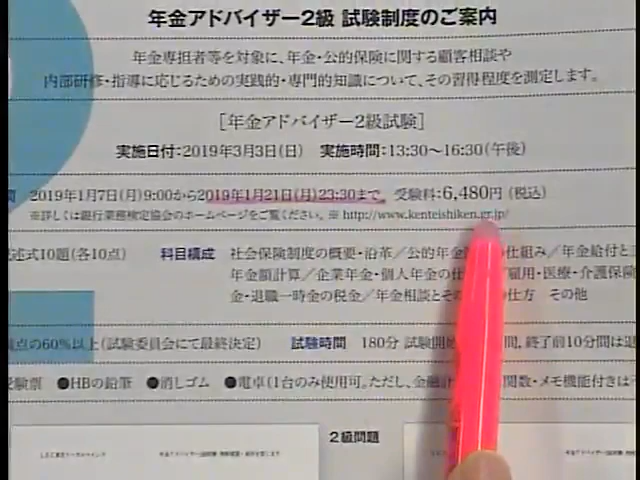 年金アドバイザー2級 試験制度のご案内
年金専担者等を対象に、年金・公的保険に関する顧客相談や
内部研修・指導に応じるための実践的・専門的知識について、その習得程度を測定します。
［年金アドバイザー2級試験］
実施日付:2019年3月3日(日) 実施時間:13:30〜16:30(午後)
間 2019年1月7日(月)9:00から2019年1月21日(月)23:30まで 受験料:6,480円(税込)
※詳しくは銀行業務検定協会のホームページをご覧ください。※ http://www.kenteishiken.gr.jp/
述式10題(各10点) 科目構成 社会保険制度の概要・沿革／公的年金 仕組み／年金給付と
年金額計算／企業年金・個人年金の仕 雇用・医療・介護保険
金・退職一時金の税金／年金相談とそ 仕方 その他
満点の60%以上(試験委員会にて最終決定) 試験時間 180分 試験開始 間,終了前10分間は退
受験票 ●HBの鉛筆 ●消しゴム ●電卓(1台のみ使用可。ただし、金融計 関数・メモ機能付きは
2級問題